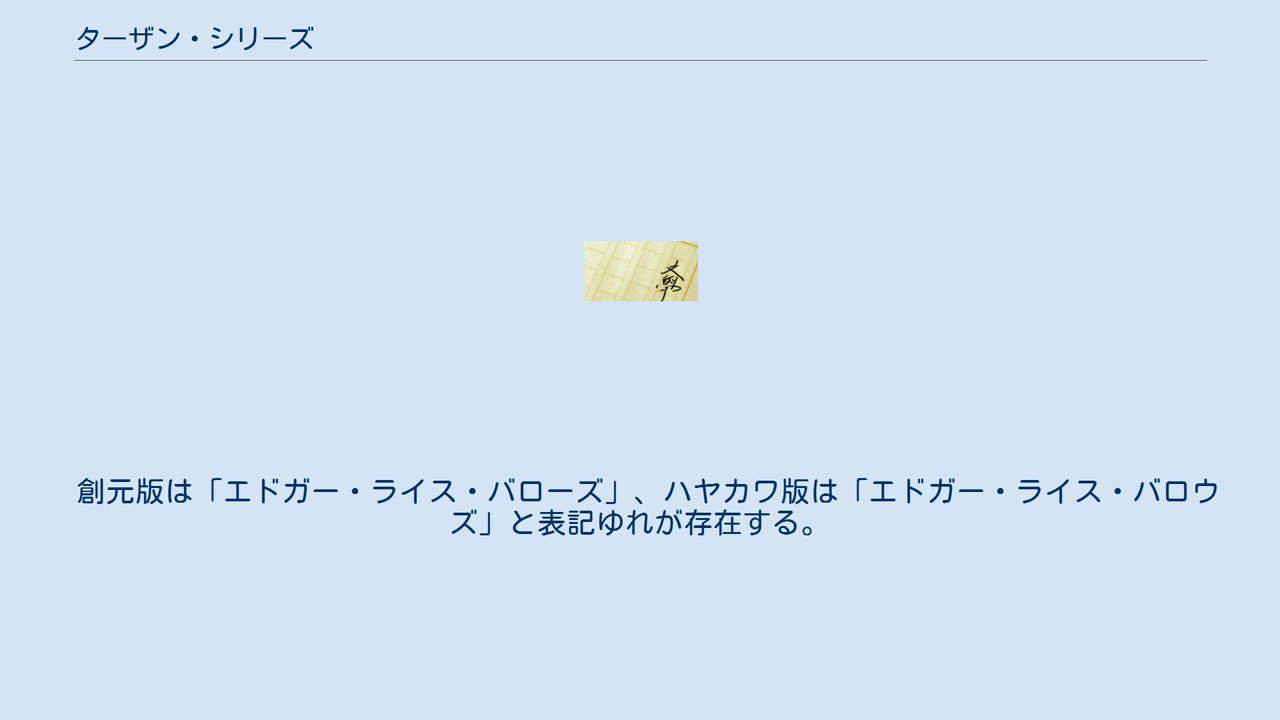 ターザン・シリーズ
創元版は「エドガー・ライス・バローズ」、ハヤカワ版は「エドガー・ライス・バロウ
ズ」と表記ゆれが存在する。